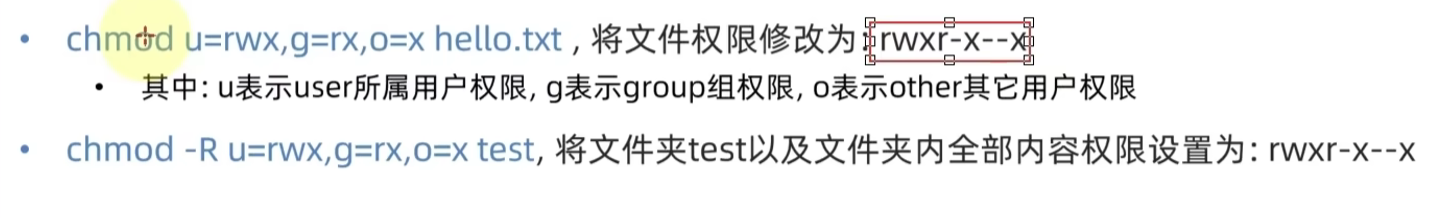 • chmod u=rwx,g=rx,o=x hello.txt , 将文件权限修改为: rwxr-x--x
• 其中: u表示user所属用户权限, g表示group组权限, o表示other其它用户权限
• chmod -R u=rwx,g=rx,o=x test, 将文件夹test以及文件夹内全部内容权限设置为: rwxr-x--x